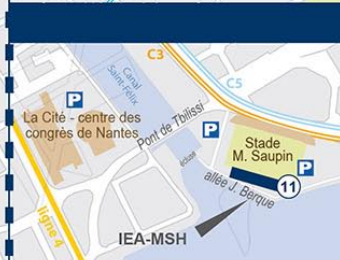 C3
C5
Canal
Saint-Félix
P
La Cité - centre des
congrès de Nantes
Pont de Tbilissi
P
Stade
M. Saupin
P
écluse
allée J. Berque
11
ligne 4
IEA-MSH